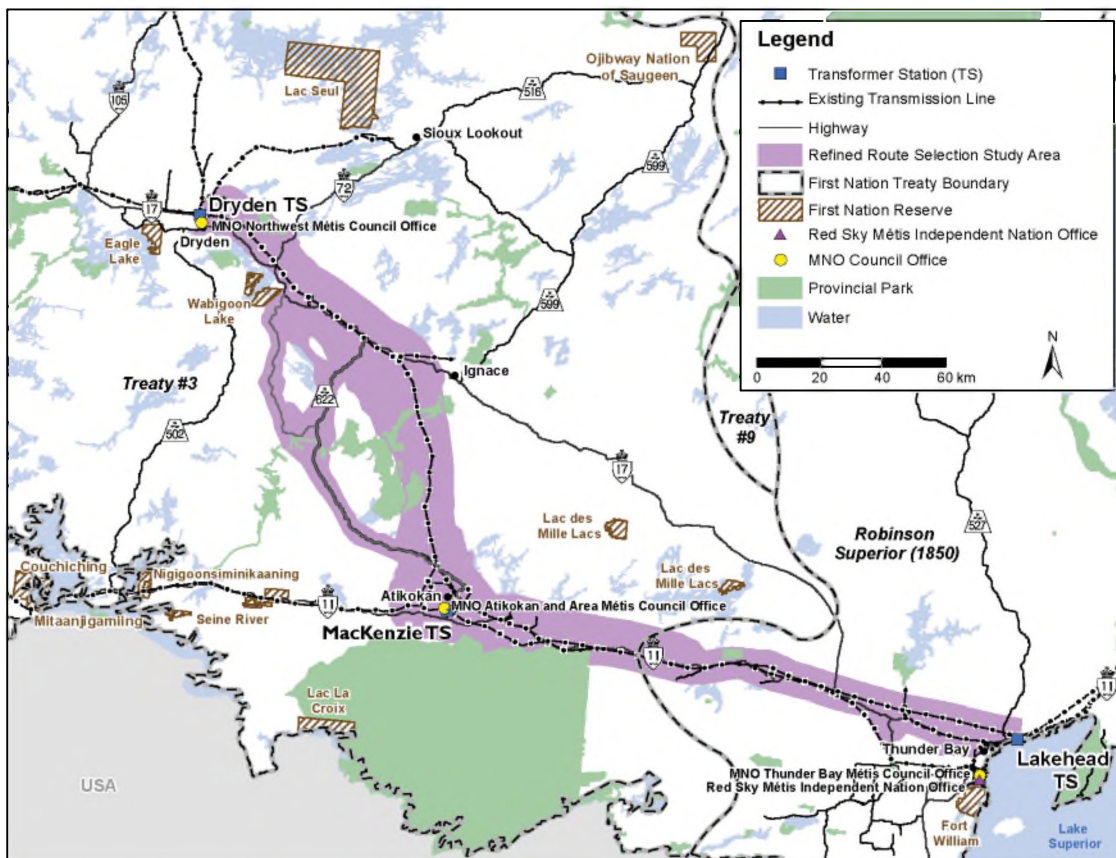 Legend
Transformer Station (TS)
Existing Transmission Line
Highway
Refined Route Selection Study Area
First Nation Treaty Boundary
First Nation Reserve
Red Sky Métis Independent Nation Office
MNO Council Office
Provincial Park
Water
0 20 40 60 km
N
Ojibway Nation
of Saugeen
Lac Seul
105
516
Sioux Lookout
599
72
17
Dryden TS
MNO Northwest Métis Council Office
Dryden
Eagle
Lake
Wabigoon
Lake
599
Ignace
Treaty #3
622
502
Treaty
#9
17
Lac des
Mille Lacs
527
Robinson
Superior (1850)
Lac des
Mille Lacs
Couchiching
Nigigoonsiminikaaning
Atikokan
MNO Atikokan and Area Métis Council Office
Mitaanjigamiing
Seine River
11
MacKenzie TS
11
11
Lac La
Croix
Thunder Bay
Lakehead
TS
MNO Thunder Bay Métis Council Office
Red Sky Métis Independent Nation Office
USA
Fort
William
Lake
Superior